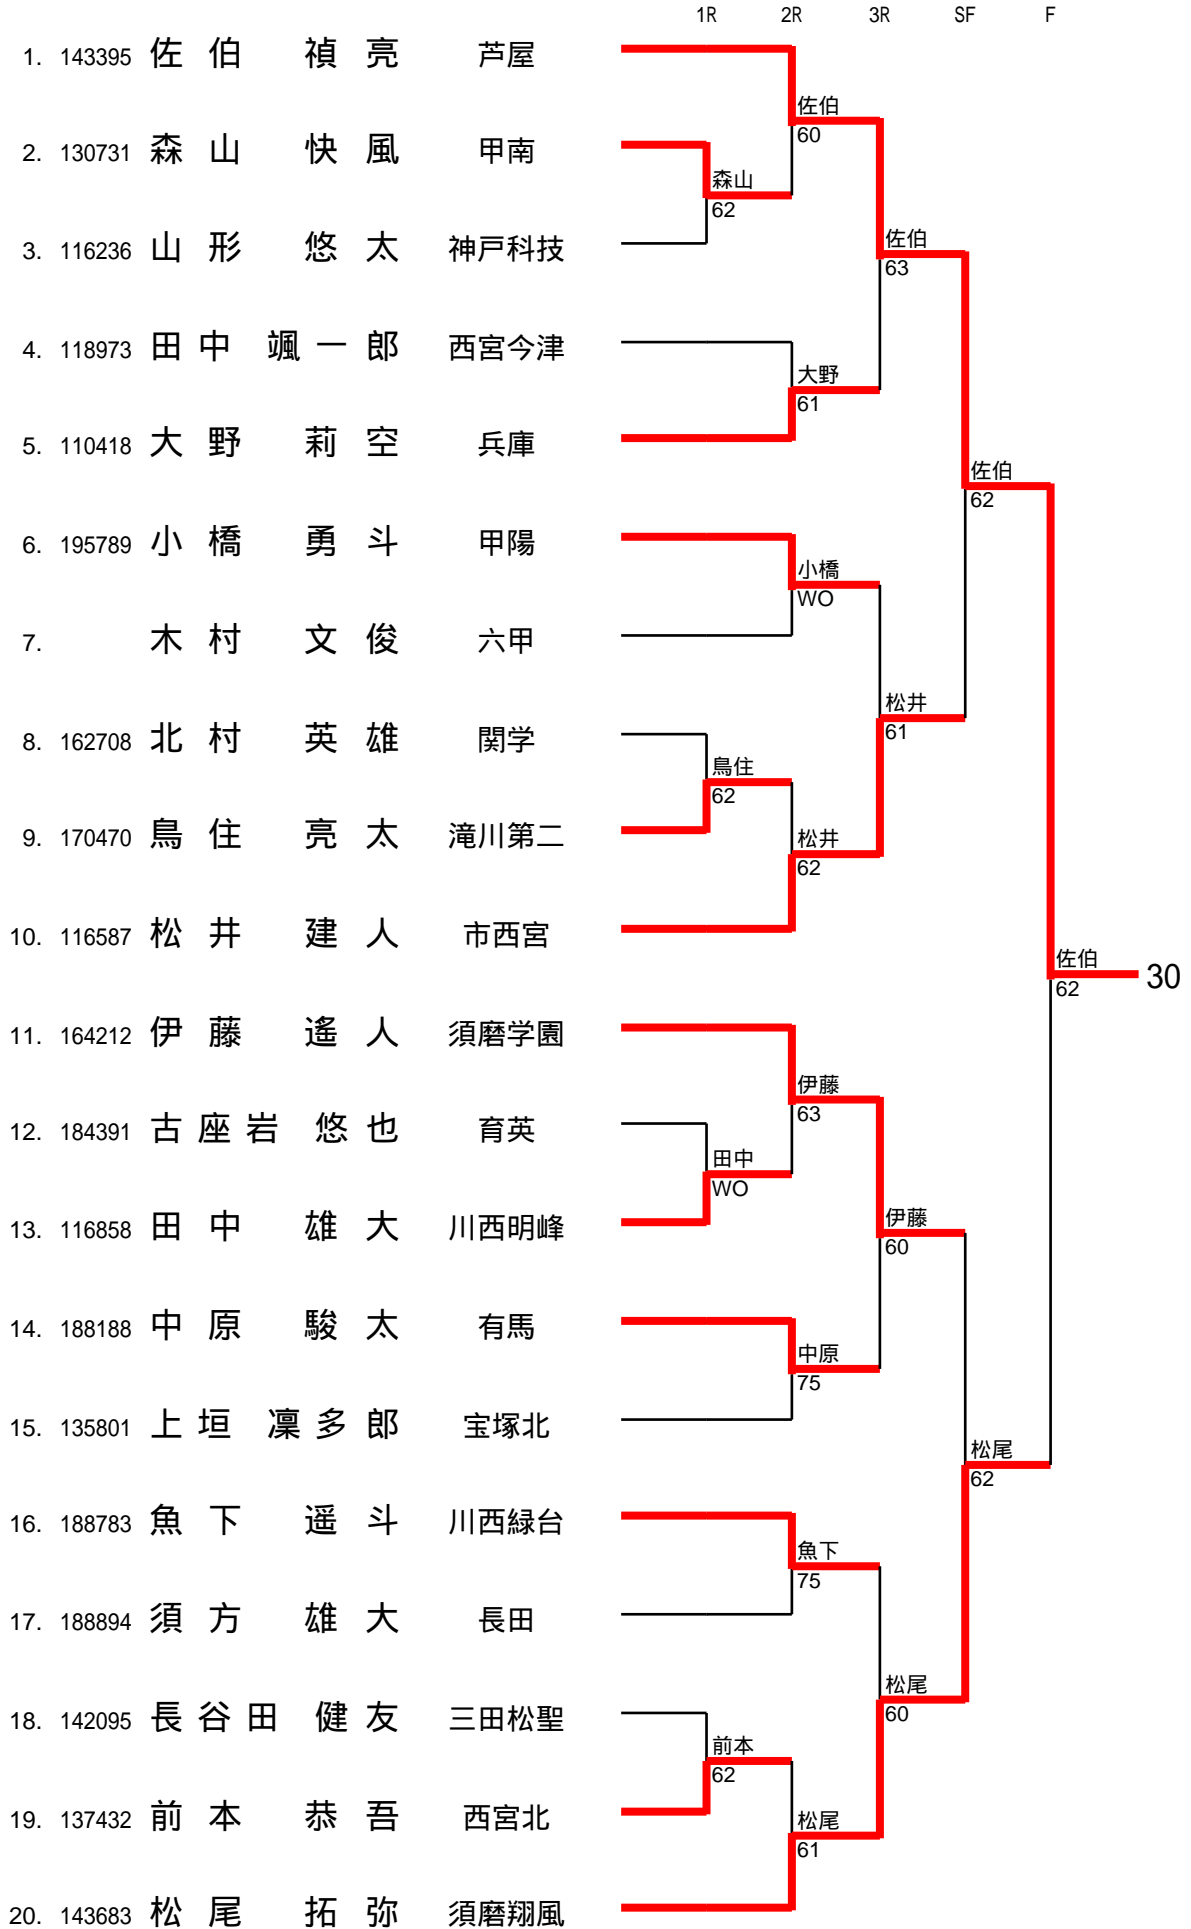 1R 2R 3R SF F
1. 143395 佐伯 禎亮 芦屋
佐伯
60
2. 130731 森山 快風 甲南
森山
62
3. 116236 山形 悠太 神戸科技
佐伯
63
4. 118973 田中 颯一郎 西宮今津
大野
61
5. 110418 大野 莉空 兵庫
佐伯
62
6. 195789 小橋 勇斗 甲陽
小橋
WO
7. 木村 文俊 六甲
松井
61
8. 162708 北村 英雄 関学
鳥住
62
9. 170470 鳥住 亮太 滝川第二
松井
62
10. 116587 松井 建人 市西宮
佐伯
62
30
11. 164212 伊藤 遙人 須磨学園
伊藤
63
12. 184391 古座岩 悠也 育英
田中
WO
13. 116858 田中 雄大 川西明峰
伊藤
60
14. 188188 中原 駿太 有馬
中原
75
15. 135801 上垣 凜多郎 宝塚北
松尾
62
16. 188783 魚下 遥斗 川西緑台
魚下
75
17. 188894 須方 雄大 長田
松尾
60
18. 142095 長谷田 健友 三田松聖
前本
62
19. 137432 前本 恭吾 西宮北
松尾
61
20. 143683 松尾 拓弥 須磨翔風